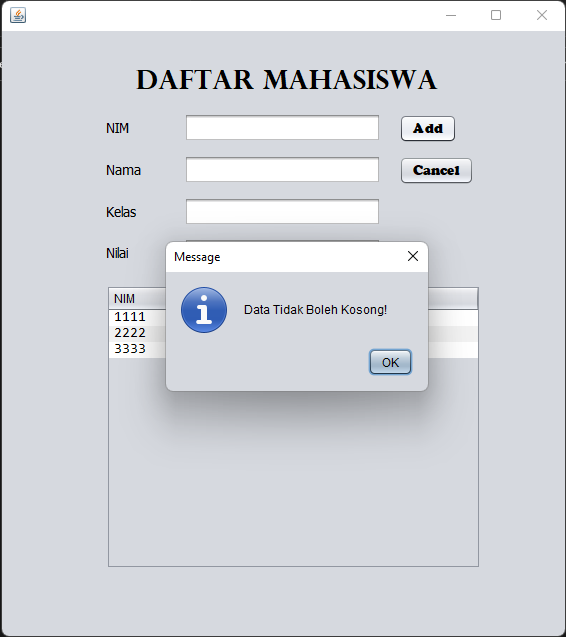 DAFTAR MAHASISWA
NIM Add
Nama Cancel
Kelas
Nilai
Message
Data Tidak Boleh Kosong!
OK
NIM
1111
2222
3333